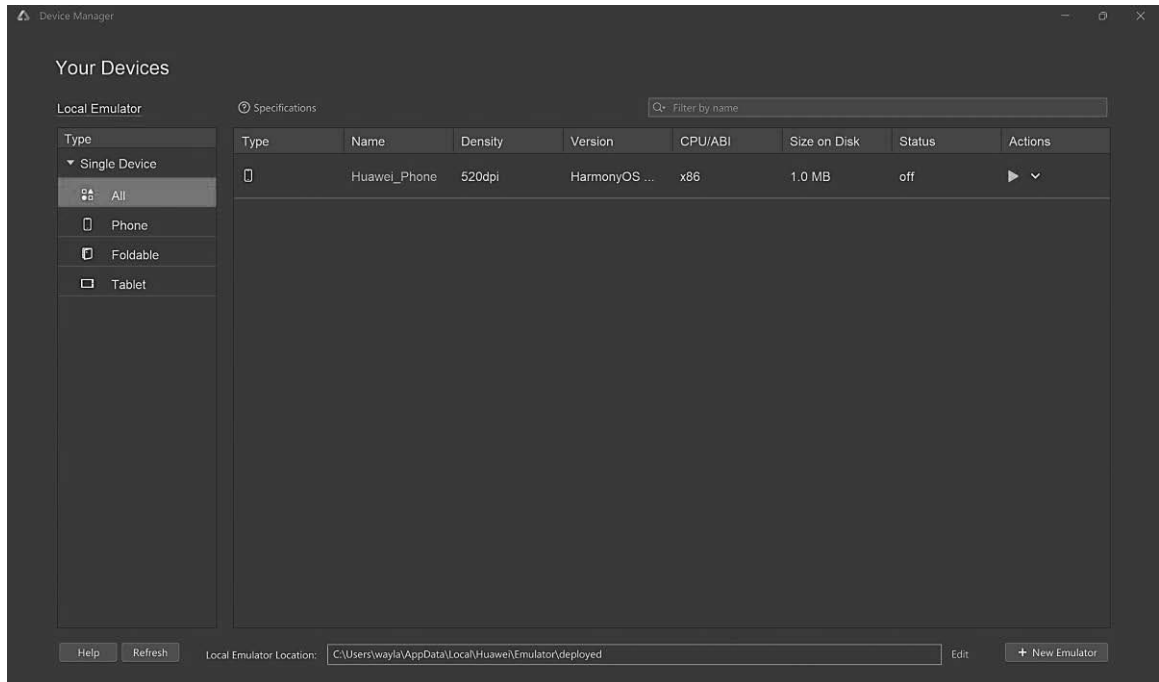 Device Manager
Your Devices
Local Emulator
Specifications
Filter by name
Type
Single Device
All
Phone
Foldable
Tablet
Type Name Density Version CPU/ABI Size on Disk Status Actions
Huawei_Phone 520dpi HarmonyOS ... x86 1.0 MB off
Help Refresh Local Emulator Location: C:\Users\wayla\AppData\Local\Huawei\Emulator\deployed Edit + New Emulator